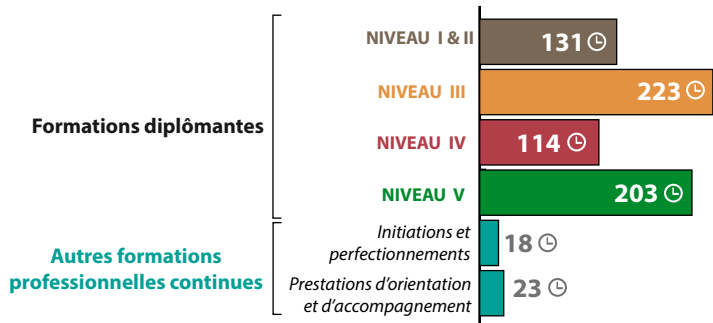 Formations diplômantes
NIVEAU I & II
131
NIVEAU III
223
NIVEAU IV
114
NIVEAU V
203
Autres formations
professionnelles continues
Initiations et
perfectionnements
18
Prestations d'orientation
et d'accompagnement
23